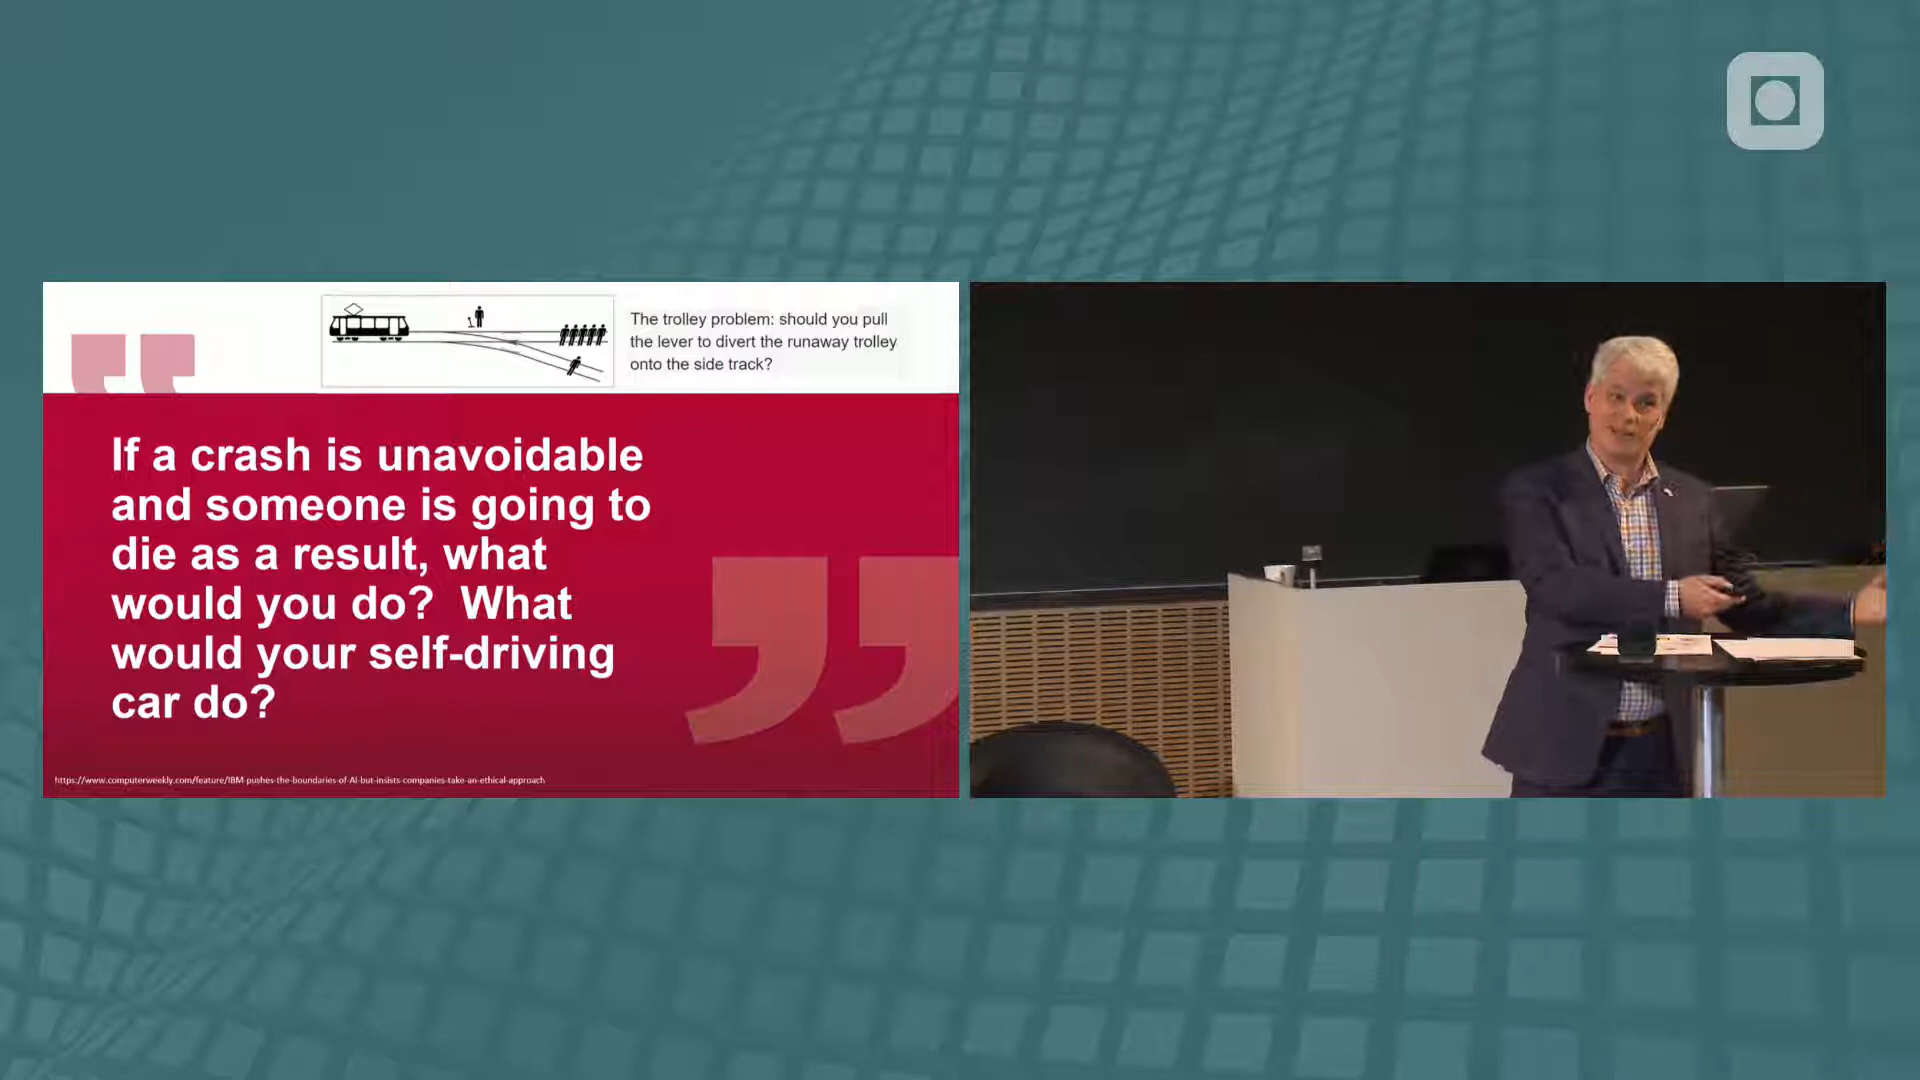 The trolley problem: should you pull
the lever to divert the runaway trolley
onto the side track?
If a crash is unavoidable
and someone is going to
die as a result, what
would you do?  What
would your self-driving
car do?
https://www.computerweekly.com/feature/IBM-pushes-the-boundaries-of-AI-but-insists-companies-take-an-ethical-approach